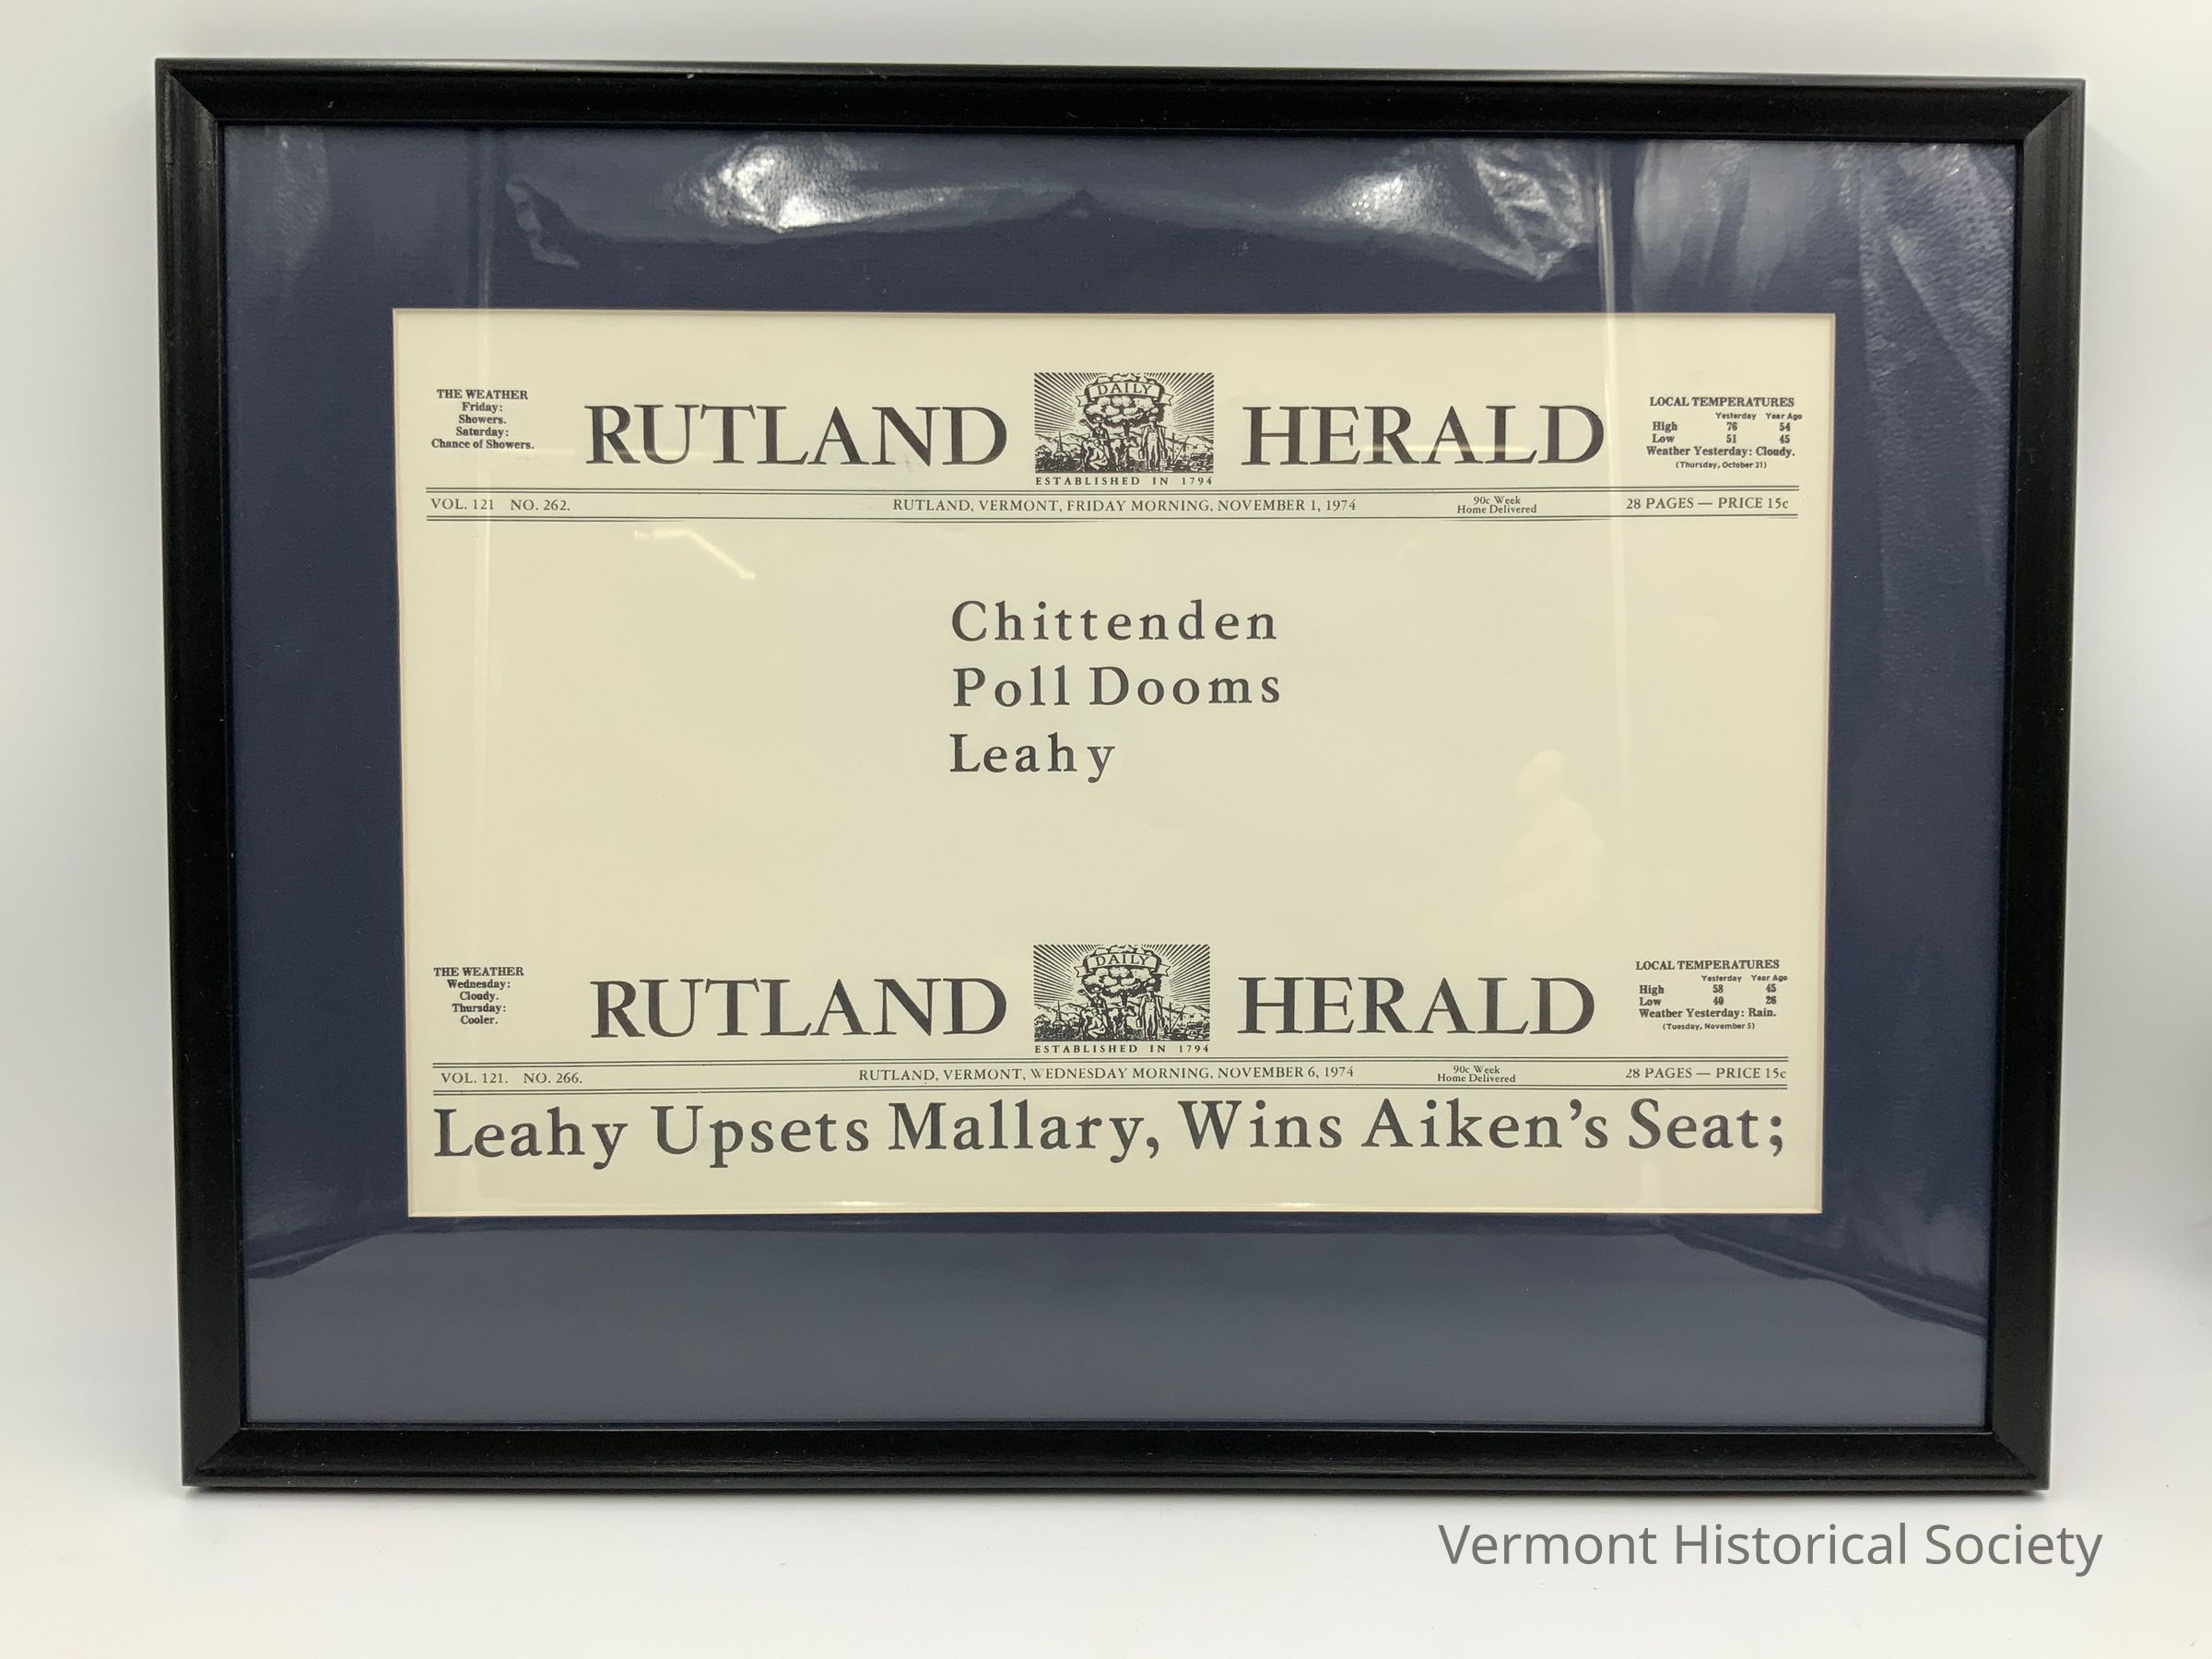 THE WEATHER
Friday:
Showers.
Saturday:
Chance of Showers.
RUTLAND DAILY HERALD
ESTABLISHED IN 1794
LOCAL TEMPERATURES
Yesterday Year Ago
High 76 54
Low 51 45
Weather Yesterday: Cloudy.
(Thursday, October 31)
VOL. 121 NO. 262. RUTLAND, VERMONT, FRIDAY MORNING, NOVEMBER 1, 1974 90c Week Home Delivered 28 PAGES — PRICE 15c
Chittenden
Poll Dooms
Leahy
THE WEATHER
Wednesday:
Cloudy.
Thursday:
Cooler.
RUTLAND DAILY HERALD
ESTABLISHED IN 1794
LOCAL TEMPERATURES
Yesterday Year Ago
High 58 45
Low 40 26
Weather Yesterday: Rain.
(Tuesday, November 5)
VOL. 121. NO. 266. RUTLAND, VERMONT, WEDNESDAY MORNING, NOVEMBER 6, 1974 90c Week Home Delivered 28 PAGES — PRICE 15c
Leahy Upsets Mallary, Wins Aiken's Seat;
Vermont Historical Society